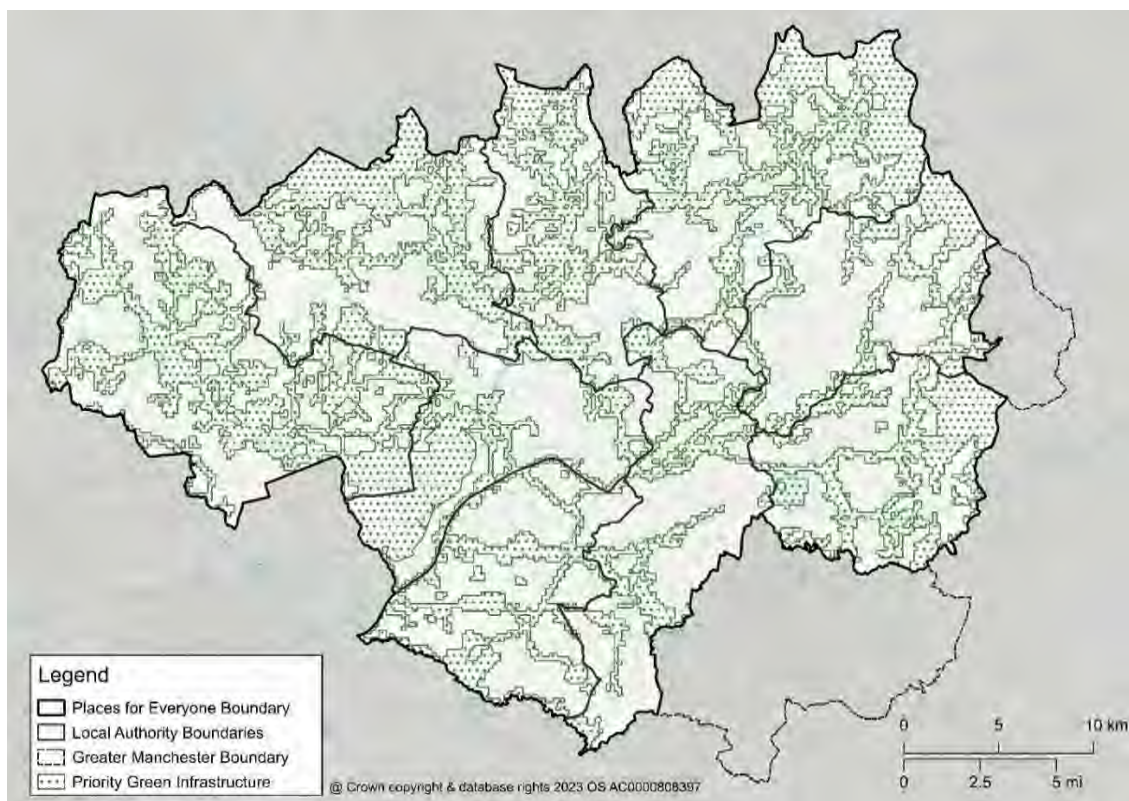 Legend
Places for Everyone Boundary
Local Authority Boundaries
Greater Manchester Boundary
Priority Green Infrastructure
@ Crown copyright & database rights 2023 OS AC0000808397
0 5 10 km
0 2.5 5 mi